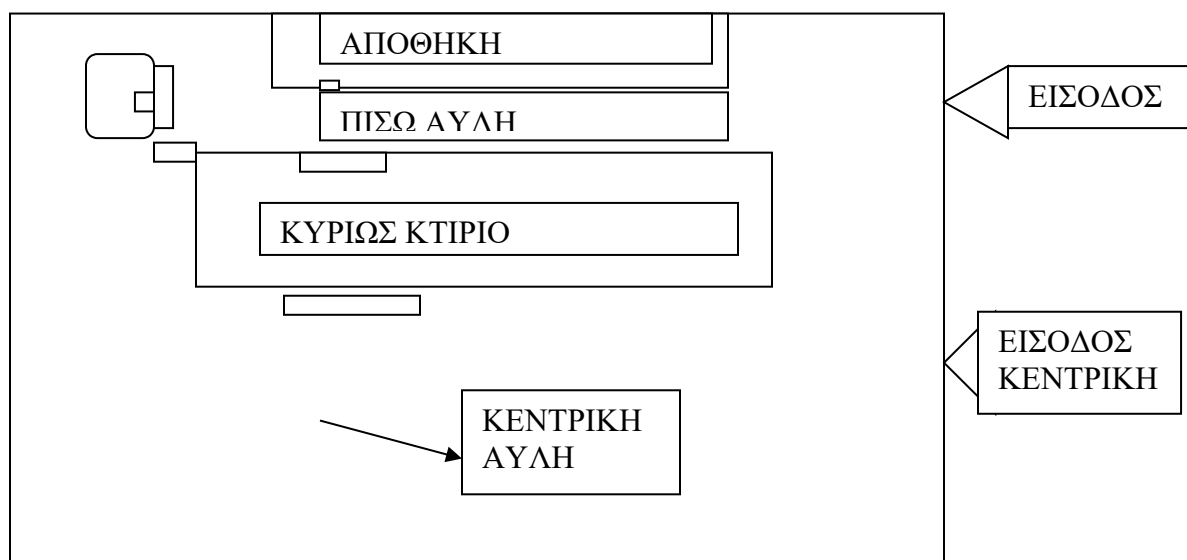 ΑΠΟΘΗΚΗ
ΕΙΣΟΔΟΣ
ΠΙΣΩ ΑΥΛΗ
ΚΥΡΙΩΣ ΚΤΙΡΙΟ
ΕΙΣΟΔΟΣ
ΚΕΝΤΡΙΚΗ
ΚΕΝΤΡΙΚΗ
ΑΥΛΗ